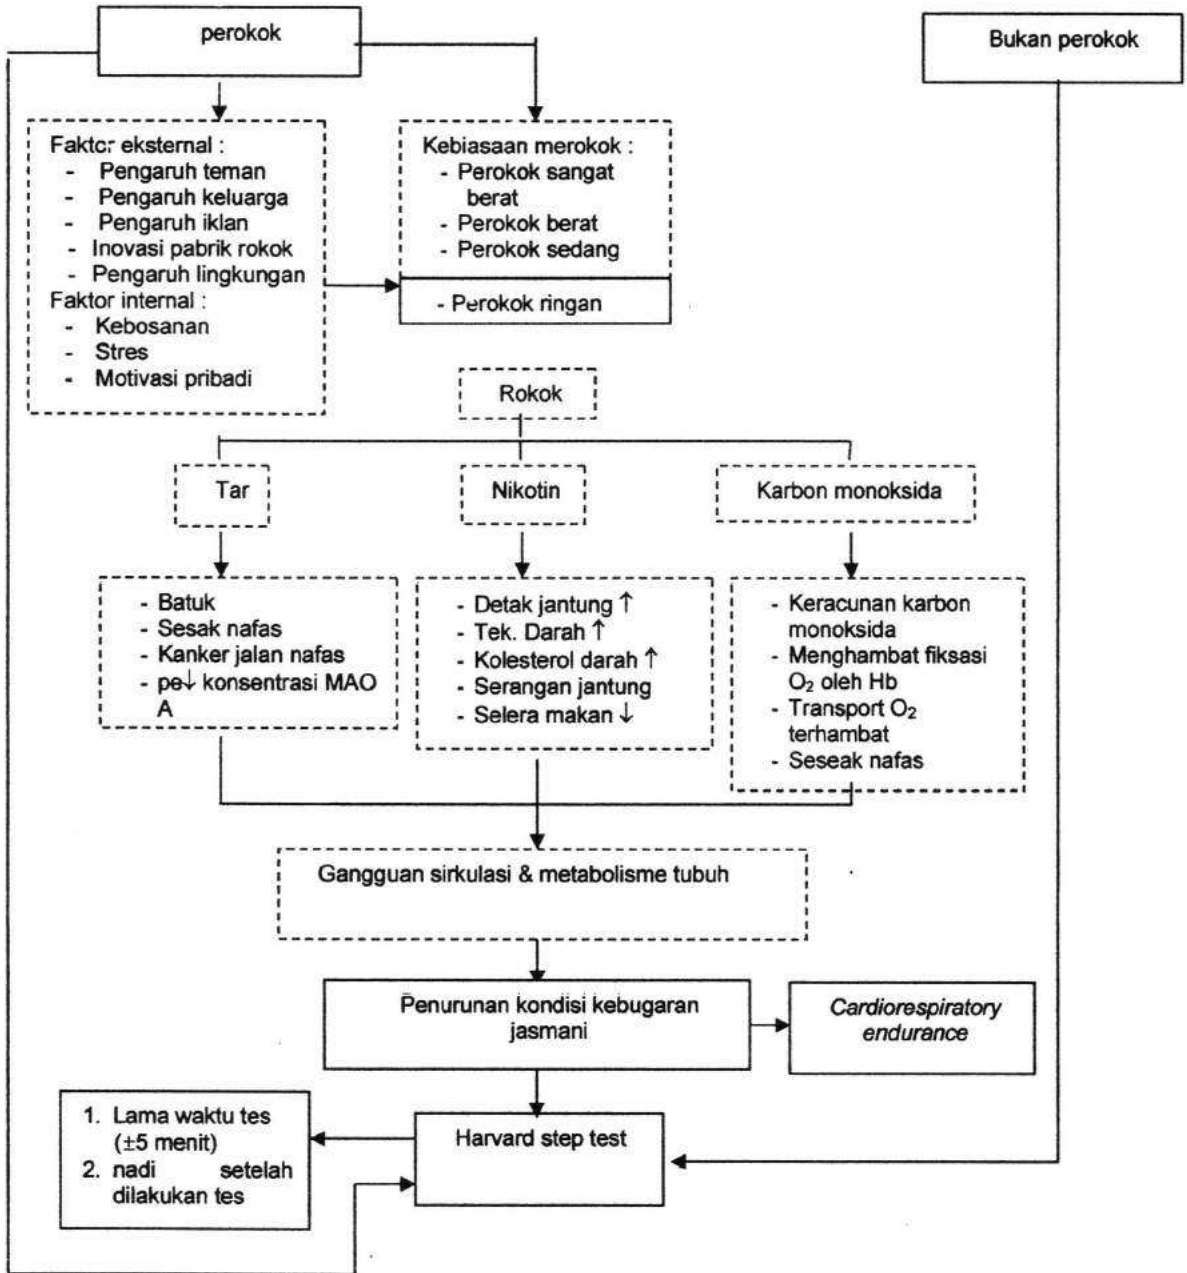 perokok
Bukan perokok
Faktor eksternal :
- Pengaruh teman
- Pengaruh keluarga
- Pengaruh iklan
- Inovasi pabrik rokok
- Pengaruh lingkungan
Faktor internal :
- Kebosanan
- Stres
- Motivasi pribadi
Kebiasaan merokok :
- Perokok sangat
berat
- Perokok berat
- Perokok sedang
- Perokok ringan
Rokok
Tar
Nikotin
Karbon monoksida
- Batuk
- Sesak nafas
- Kanker jalan nafas
- pe↓ konsentrasi MAO
A
- Detak jantung ↑
- Tek. Darah ↑
- Kolesterol darah ↑
- Serangan jantung
- Selera makan ↓
- Keracunan karbon
monoksida
- Menghambat fiksasi
O₂ oleh Hb
- Transport O₂
terhambat
- Seseak nafas
Gangguan sirkulasi & metabolisme tubuh
Penurunan kondisi kebugaran
jasmani
Cardiorespiratory
endurance
1. Lama waktu tes
(±5 menit)
2. nadi setelah
dilakukan tes
Harvard step test